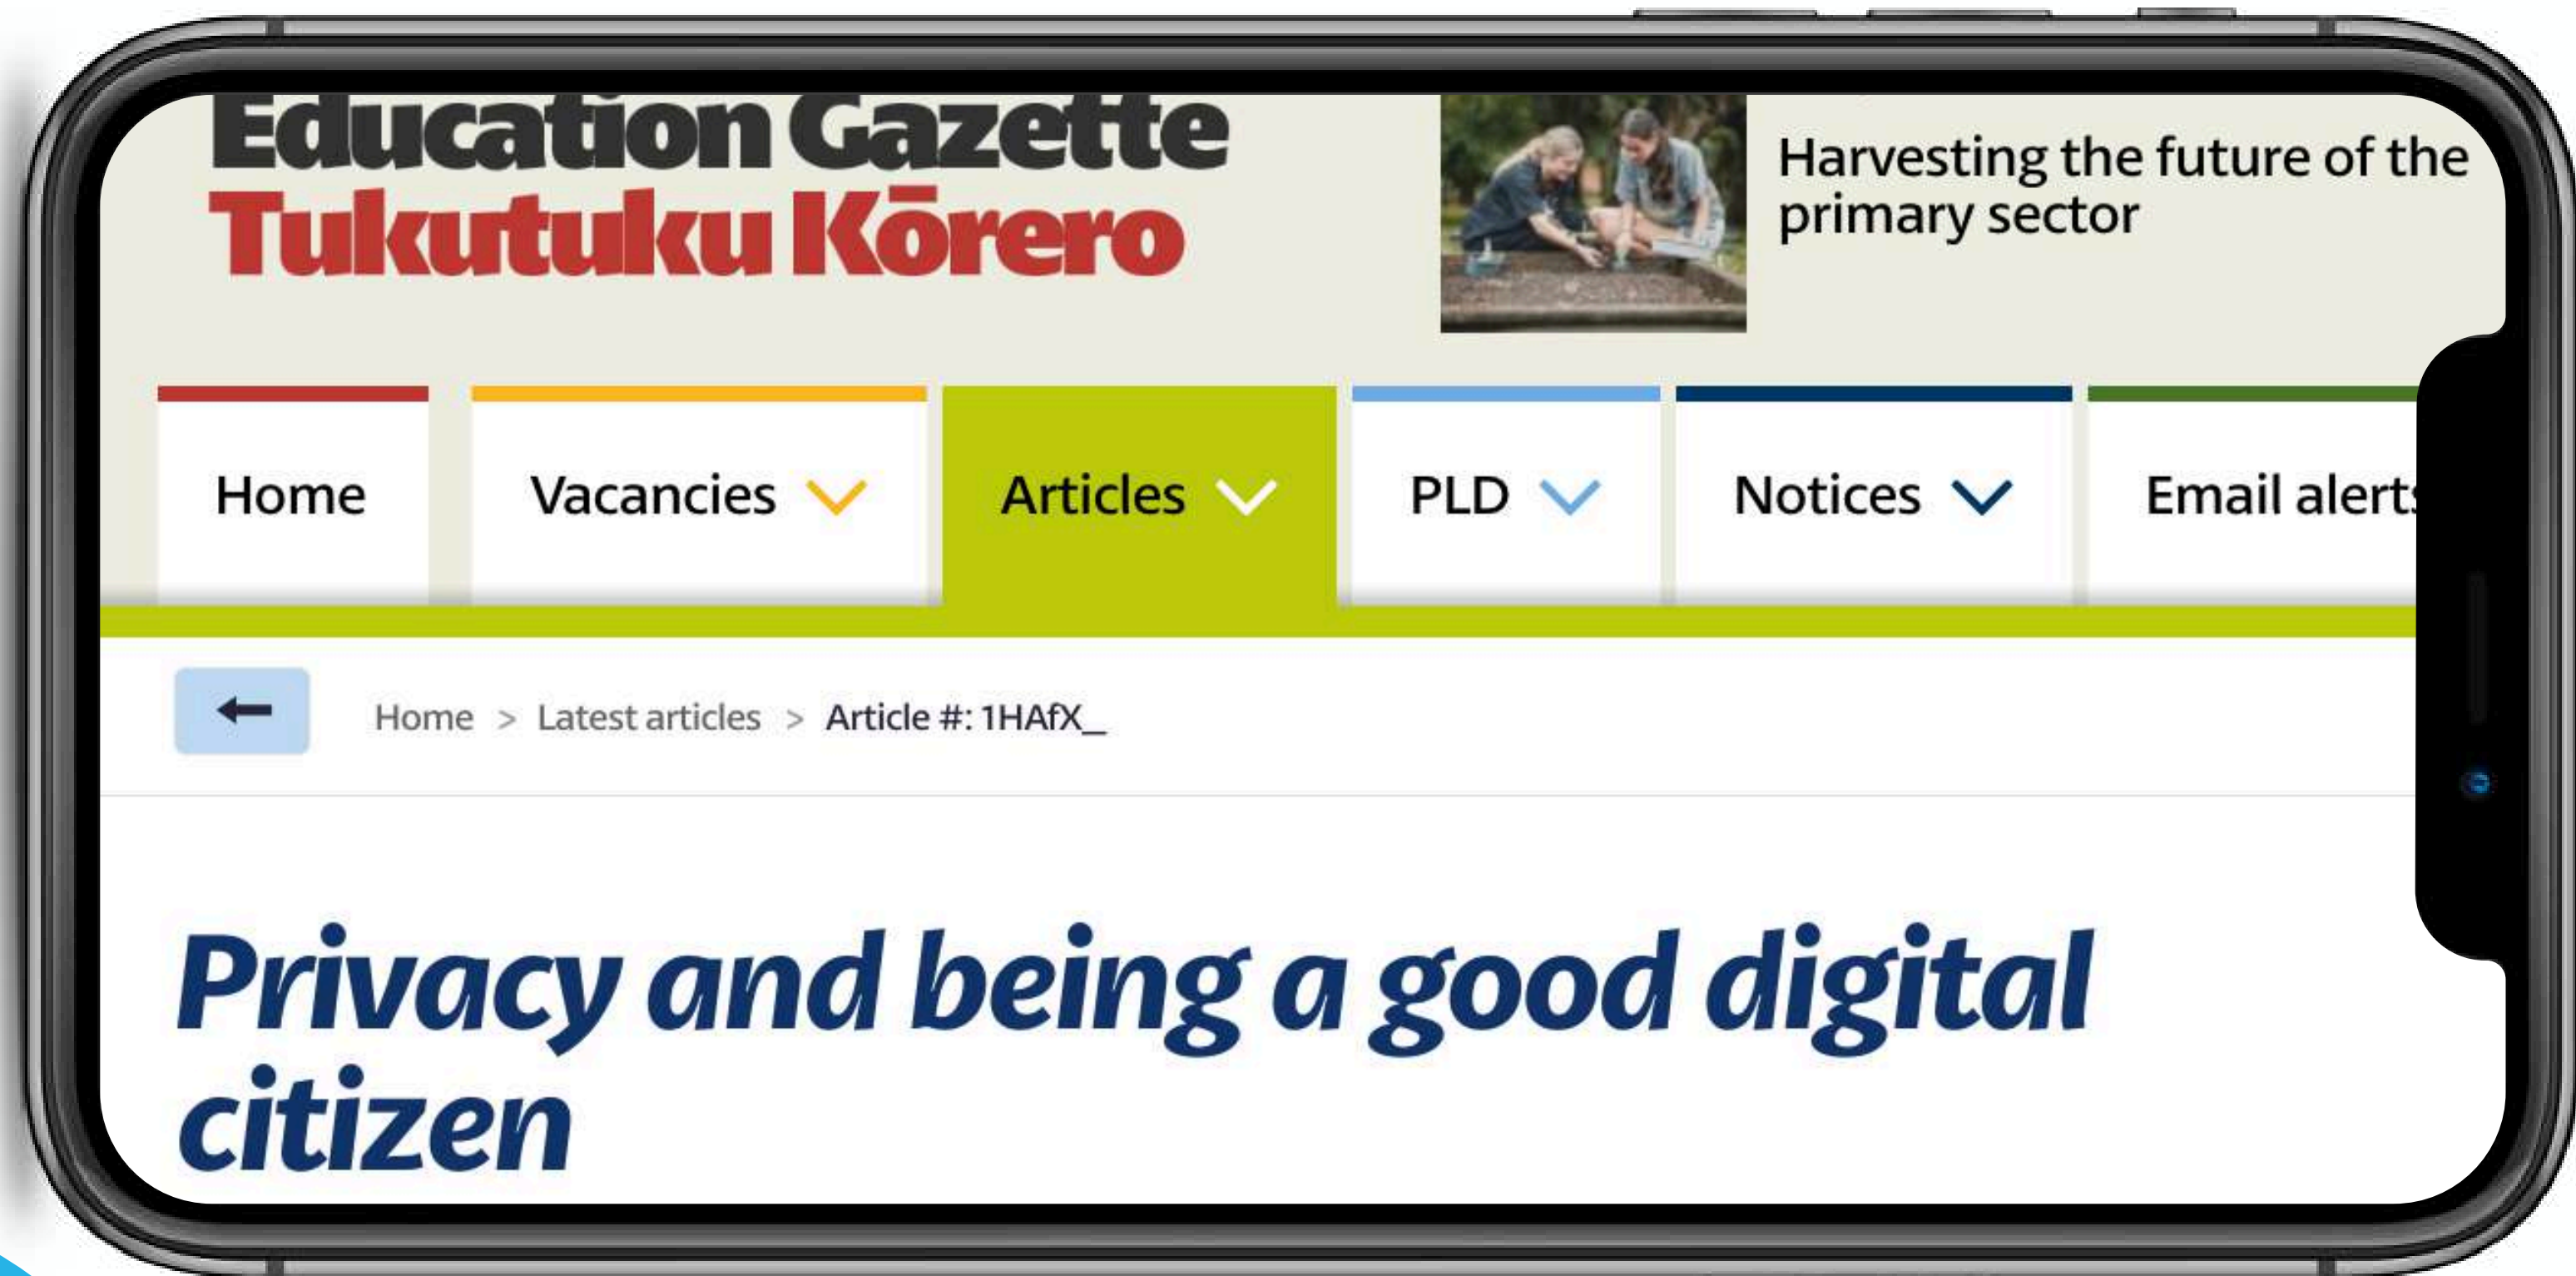 Education Gazette
Tukutuku Kōrero
Harvesting the future of the
primary sector
Home
Vacancies
Articles
PLD
Notices
Email alerts
Home > Latest articles > Article #: 1HAfX_
Privacy and being a good digital
citizen